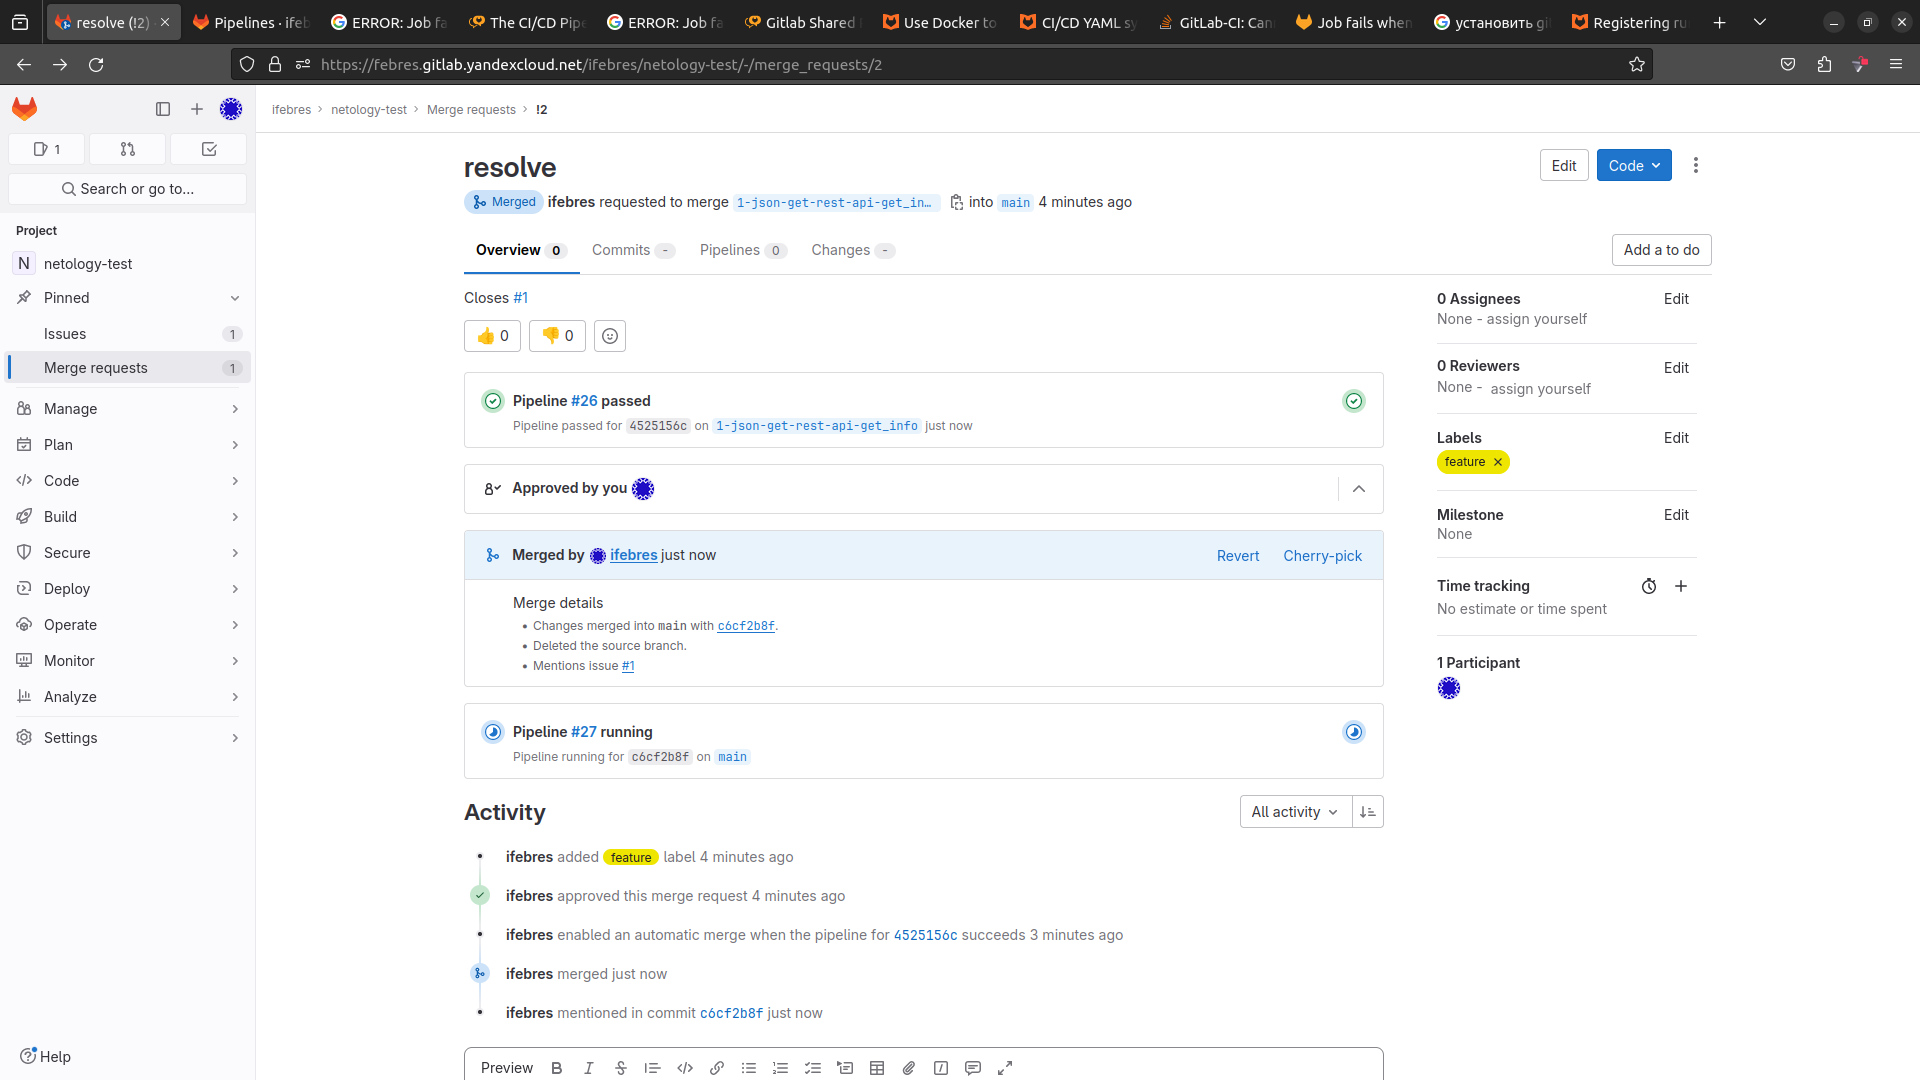 resolve (!2)
Pipelines · ifeb
ERROR: Job fa
The CI/CD Pipe
ERROR: Job fa
Gitlab Shared
Use Docker to
CI/CD YAML sy
GitLab-CI: Can
Job fails when
установить gi
Registering ru
https://febres.gitlab.yandexcloud.net/ifebres/netology-test/-/merge_requests/2
ifebres › netology-test › Merge requests › !2
1
Search or go to...
Project
N netology-test
Pinned
Issues 1
Merge requests 1
Manage
Plan
Code
Build
Secure
Deploy
Operate
Monitor
Analyze
Settings
Help
resolve
Edit
Code
Merged ifebres requested to merge 1-json-get-rest-api-get_in… into main 4 minutes ago
Overview 0
Commits -
Pipelines 0
Changes -
Add a to do
Closes #1
👍 0
👎 0
Pipeline #26 passed
Pipeline passed for 4525156c on 1-json-get-rest-api-get_info just now
Approved by you
Merged by ifebres just now
Revert
Cherry-pick
Merge details
• Changes merged into main with c6cf2b8f.
• Deleted the source branch.
• Mentions issue #1
Pipeline #27 running
Pipeline running for c6cf2b8f on main
Activity
All activity
ifebres added feature label 4 minutes ago
ifebres approved this merge request 4 minutes ago
ifebres enabled an automatic merge when the pipeline for 4525156c succeeds 3 minutes ago
ifebres merged just now
ifebres mentioned in commit c6cf2b8f just now
Preview B I S
0 Assignees Edit
None - assign yourself
0 Reviewers Edit
None - assign yourself
Labels Edit
feature ×
Milestone Edit
None
Time tracking
No estimate or time spent
1 Participant